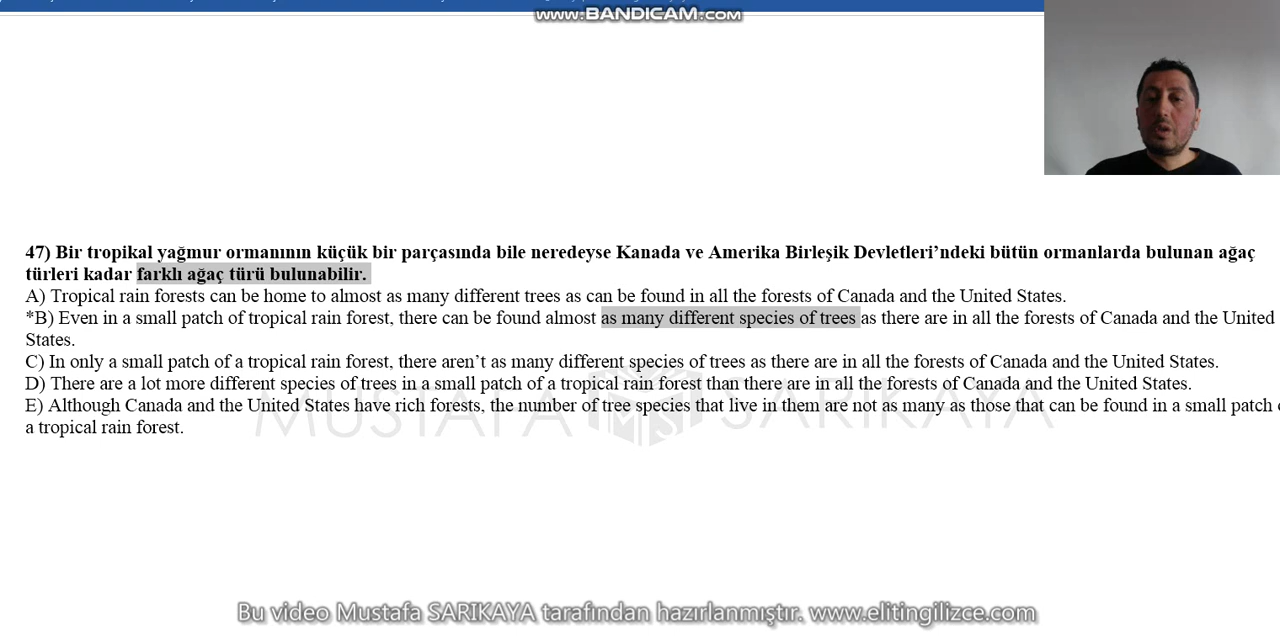 www.BANDICAM.com
47) Bir tropikal yağmur ormanının küçük bir parçasında bile neredeyse Kanada ve Amerika Birleşik Devletleri’ndeki bütün ormanlarda bulunan ağaç
türleri kadar farklı ağaç türü bulunabilir.
A) Tropical rain forests can be home to almost as many different trees as can be found in all the forests of Canada and the United States.
*B) Even in a small patch of tropical rain forest, there can be found almost as many different species of trees as there are in all the forests of Canada and the United
States.
C) In only a small patch of a tropical rain forest, there aren’t as many different species of trees as there are in all the forests of Canada and the United States.
D) There are a lot more different species of trees in a small patch of a tropical rain forest than there are in all the forests of Canada and the United States.
E) Although Canada and the United States have rich forests, the number of tree species that live in them are not as many as those that can be found in a small patch
a tropical rain forest.
MUSTAFA MS SARIKAYA
Bu video Mustafa SARIKAYA tarafından hazırlanmıştır. www.elitingilizce.com